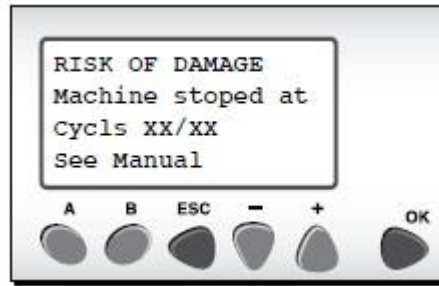 RISK OF DAMAGE
Machine stoped at
Cycls XX/XX
See Manual
A B ESC - + OK